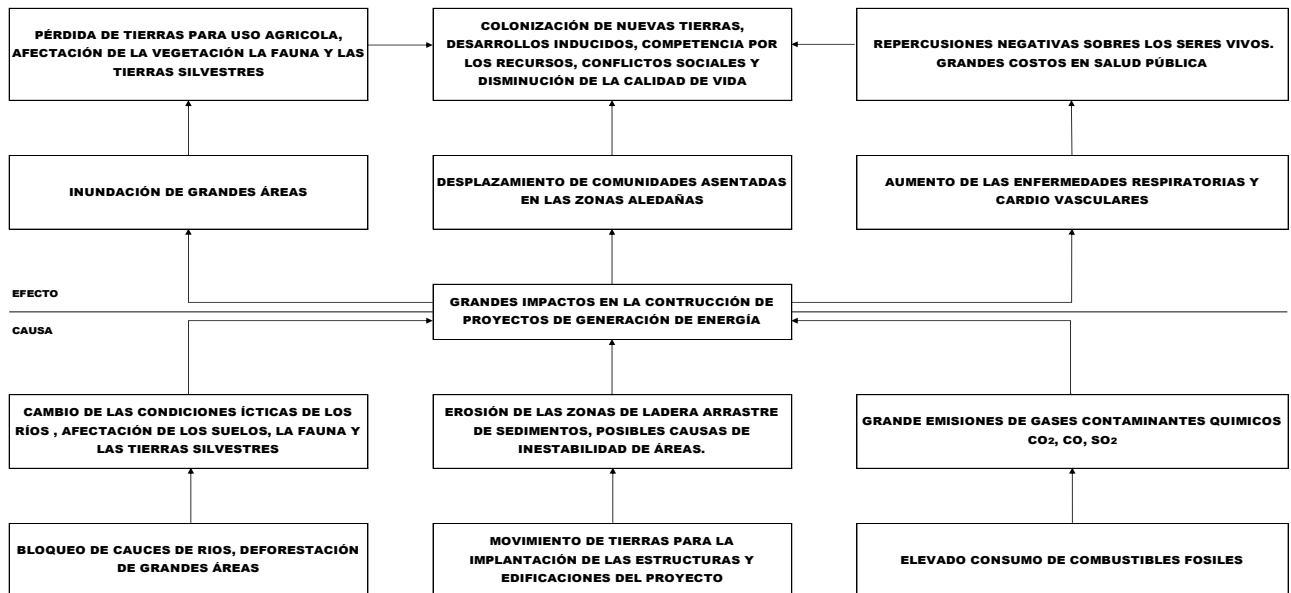 PÉRDIDA DE TIERRAS PARA USO AGRICOLA,
AFECTACIÓN DE LA VEGETACIÓN LA FAUNA Y LAS
TIERRAS SILVESTRES
COLONIZACIÓN DE NUEVAS TIERRAS,
DESARROLLOS INDUCIDOS, COMPETENCIA POR
LOS RECURSOS, CONFLICTOS SOCIALES Y
DISMINUCIÓN DE LA CALIDAD DE VIDA
REPERCUSIONES NEGATIVAS SOBRES LOS SERES VIVOS.
GRANDES COSTOS EN SALUD PÚBLICA
INUNDACIÓN DE GRANDES ÁREAS
DESPLAZAMIENTO DE COMUNIDADES ASENTADAS
EN LAS ZONAS ALEDAÑAS
AUMENTO DE LAS ENFERMEDADES RESPIRATORIAS Y
CARDIO VASCULARES
EFECTO
GRANDES IMPACTOS EN LA CONTRUCCIÓN DE
PROYECTOS DE GENERACIÓN DE ENERGÍA
CAUSA
CAMBIO DE LAS CONDICIONES ÍCTICAS DE LOS
RÍOS , AFECTACIÓN DE LOS SUELOS, LA FAUNA Y
LAS TIERRAS SILVESTRES
EROSIÓN DE LAS ZONAS DE LADERA ARRASTRE
DE SEDIMENTOS, POSIBLES CAUSAS DE
INESTABILIDAD DE ÁREAS.
GRANDE EMISIONES DE GASES CONTAMINANTES QUIMICOS
CO2, CO, SO2
BLOQUEO DE CAUCES DE RIOS, DEFORESTACIÓN
DE GRANDES ÁREAS
MOVIMIENTO DE TIERRAS PARA LA
IMPLANTACIÓN DE LAS ESTRUCTURAS Y
EDIFICACIONES DEL PROYECTO
ELEVADO CONSUMO DE COMBUSTIBLES FOSILES